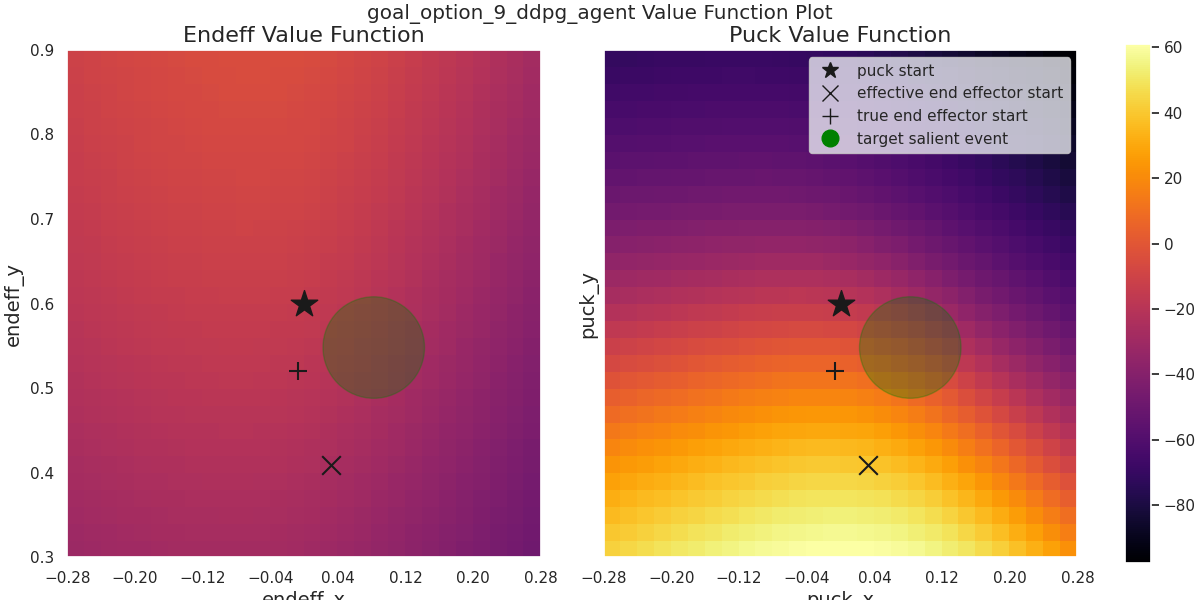 goal_option_9_ddpg_agent Value Function Plot
Endeff Value Function
endeff_y
0.9
0.8
0.7
0.6
0.5
0.4
0.3
−0.28 −0.20 −0.12 −0.04 0.04 0.12 0.20 0.28
endeff_x
Puck Value Function
puck start
effective end effector start
true end effector start
target salient event
puck_y
−0.28 −0.20 −0.12 −0.04 0.04 0.12 0.20 0.28
puck_x
60
40
20
0
−20
−40
−60
−80